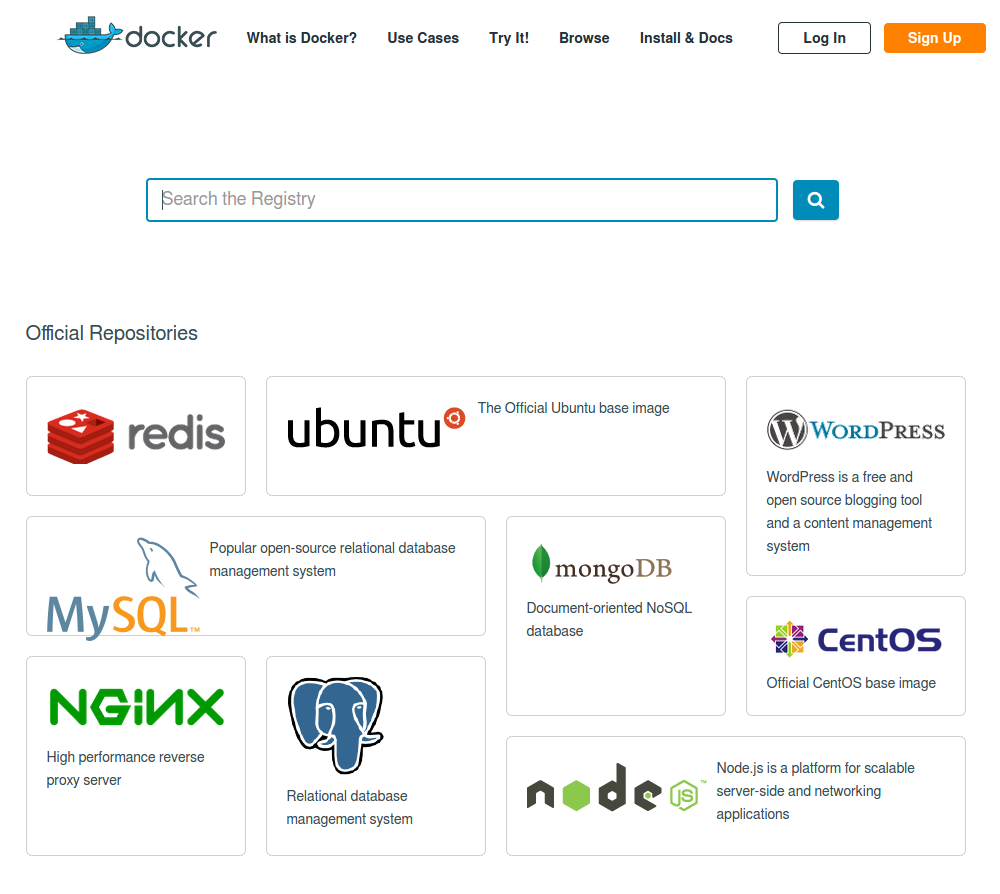 docker What is Docker? Use Cases Try It! Browse Install & Docs Log In Sign Up
Search the Registry
Official Repositories
redis
ubuntu
The Official Ubuntu base image
WORDPRESS
WordPress is a free and
open source blogging tool
and a content management
system
MySQL™
Popular open-source relational database
management system
mongoDB
Document-oriented NoSQL
database
CentOS
Official CentOS base image
NGiNX
High performance reverse
proxy server
Relational database
management system
node JS™
Node.js is a platform for scalable
server-side and networking
applications